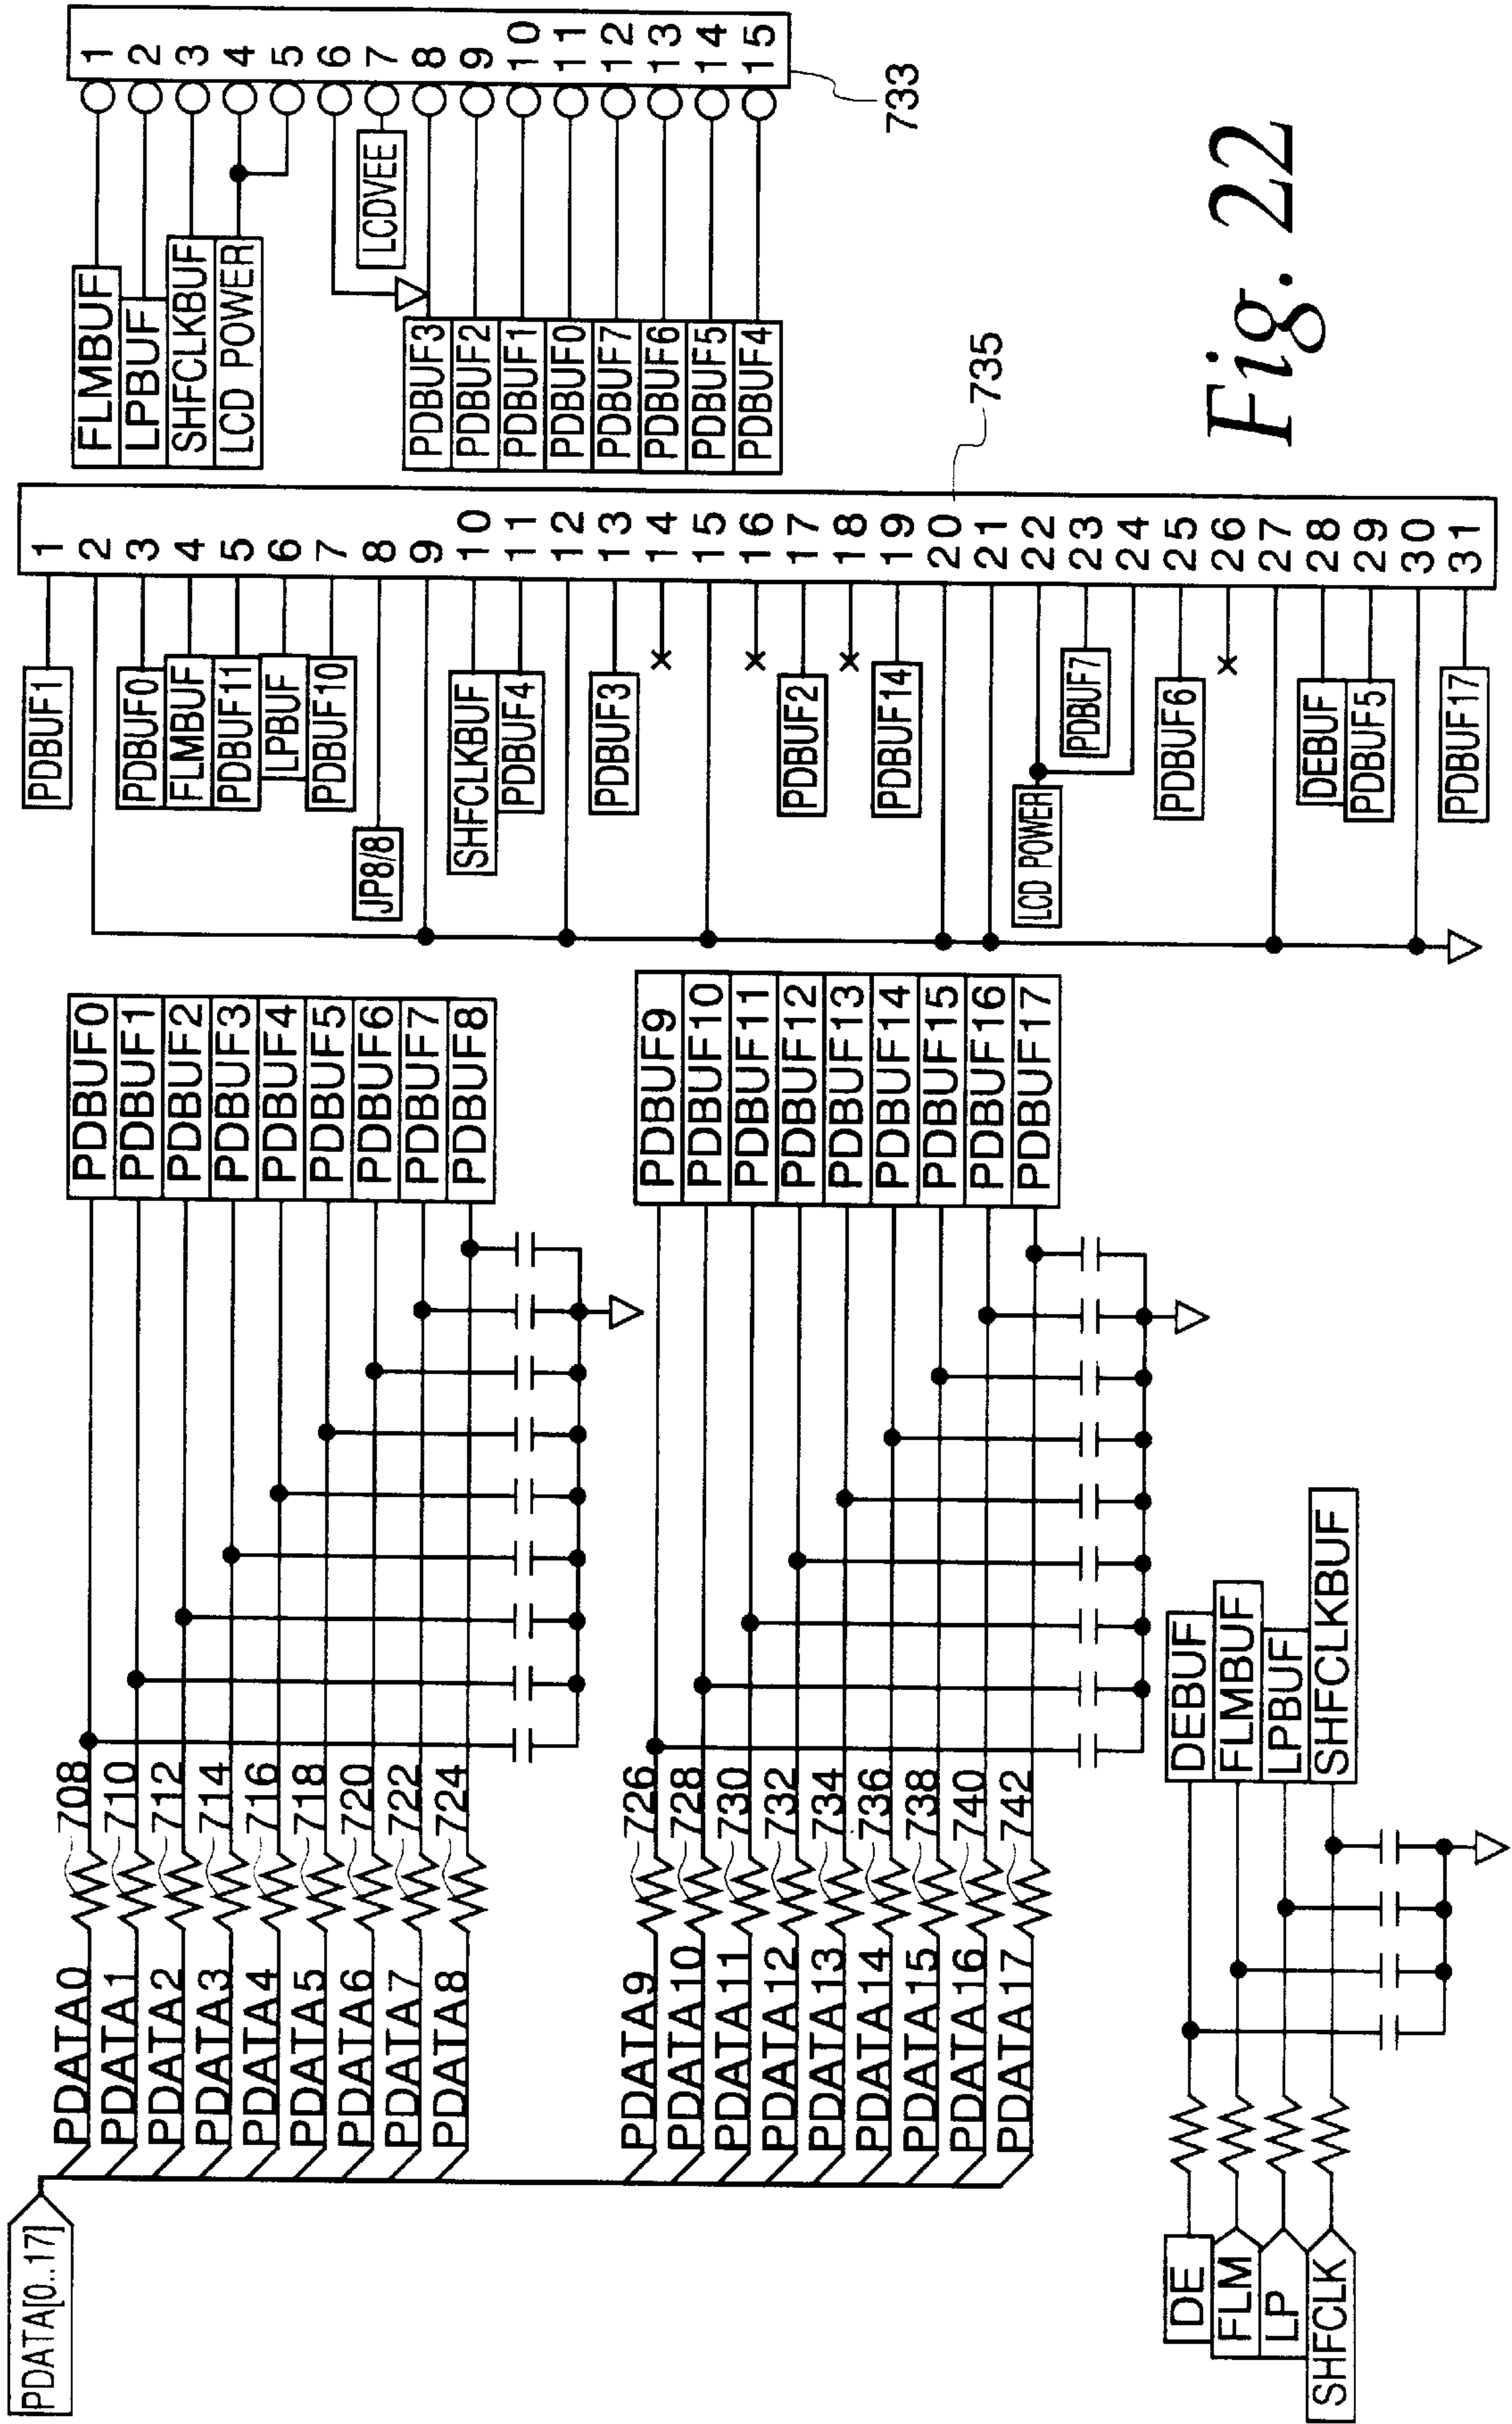 PDATA[0..17]
PDATA0 708 PDBUF0
PDATA1 710 PDBUF1
PDATA2 712 PDBUF2
PDATA3 714 PDBUF3
PDATA4 716 PDBUF4
PDATA5 718 PDBUF5
PDATA6 720 PDBUF6
PDATA7 722 PDBUF7
PDATA8 724 PDBUF8
PDATA9 726 PDBUF9
PDATA10 728 PDBUF10
PDATA11 730 PDBUF11
PDATA12 732 PDBUF12
PDATA13 734 PDBUF13
PDATA14 736 PDBUF14
PDATA15 738 PDBUF15
PDATA16 740 PDBUF16
PDATA17 742 PDBUF17
DE DEBUF
FLM FLMBUF
LP LPBUF
SHFCLK SHFCLKBUF
PDBUF1 1
2
PDBUF0 3
FLMBUF 4
PDBUF11 5
LPBUF 6
PDBUF10 7
JP8/8 8
9
SHFCLKBUF 10
PDBUF4 11
12
PDBUF3 13
14
15
16
PDBUF2 17
18
PDBUF14 19
20
21
LCD POWER 22
PDBUF7 23
24
PDBUF6 25
26
27
DEBUF 28
PDBUF5 29
30
PDBUF17 31
735
FLMBUF 1
LPBUF 2
SHFCLKBUF 3
LCD POWER 4
5
6
LCDVEE 7
PDBUF3 8
PDBUF2 9
PDBUF1 10
PDBUF0 11
PDBUF7 12
PDBUF6 13
PDBUF5 14
PDBUF4 15
733
Fig. 22